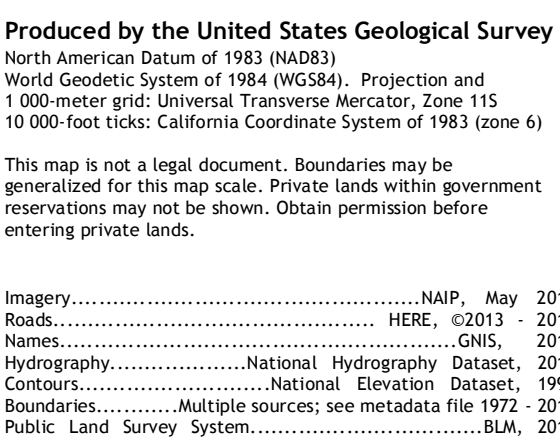 Produced by the United States Geological Survey
North American Datum of 1983 (NAD83)
World Geodetic System of 1984 (WGS84). Projection and
1 000-meter grid: Universal Transverse Mercator, Zone 11S
10 000-foot ticks: California Coordinate System of 1983 (zone 6)
This map is not a legal document. Boundaries may be
generalized for this map scale. Private lands within government
reservations may not be shown. Obtain permission before
entering private lands.
Imagery..............................................NAIP, May
Roads.......................................... HERE, ©2013 -
Names....................................................GNIS,
Hydrography..................National Hydrography Dataset,
Contours.........................National Elevation Dataset,
Boundaries...........Multiple sources; see metadata file 1972 -
Public Land Survey System...............................BLM,